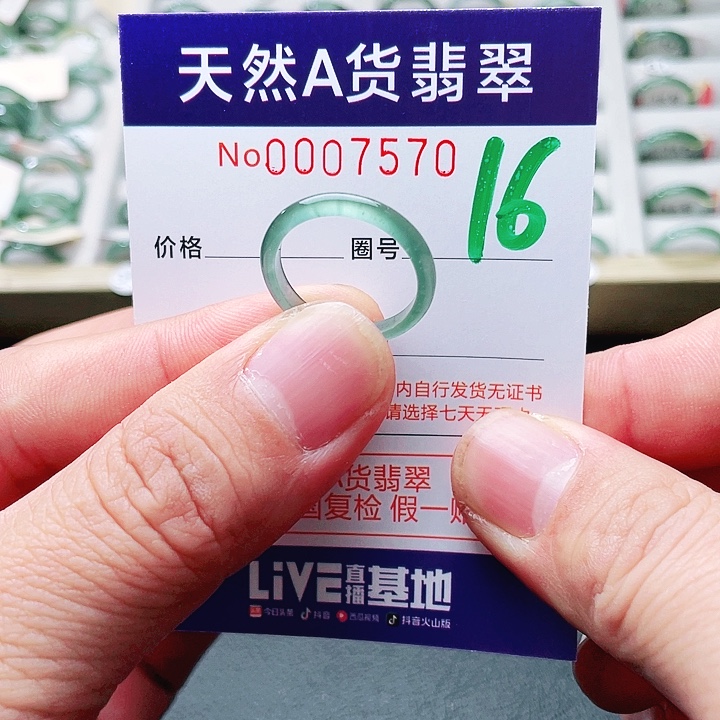 天然A货翡翠
No0007570
16
价格 圈号
内自行发货无证书
请选择七天无
货翡翠
国复检 假一
LiVE直播基地
今日头条 抖音 西瓜视频 抖音火山版